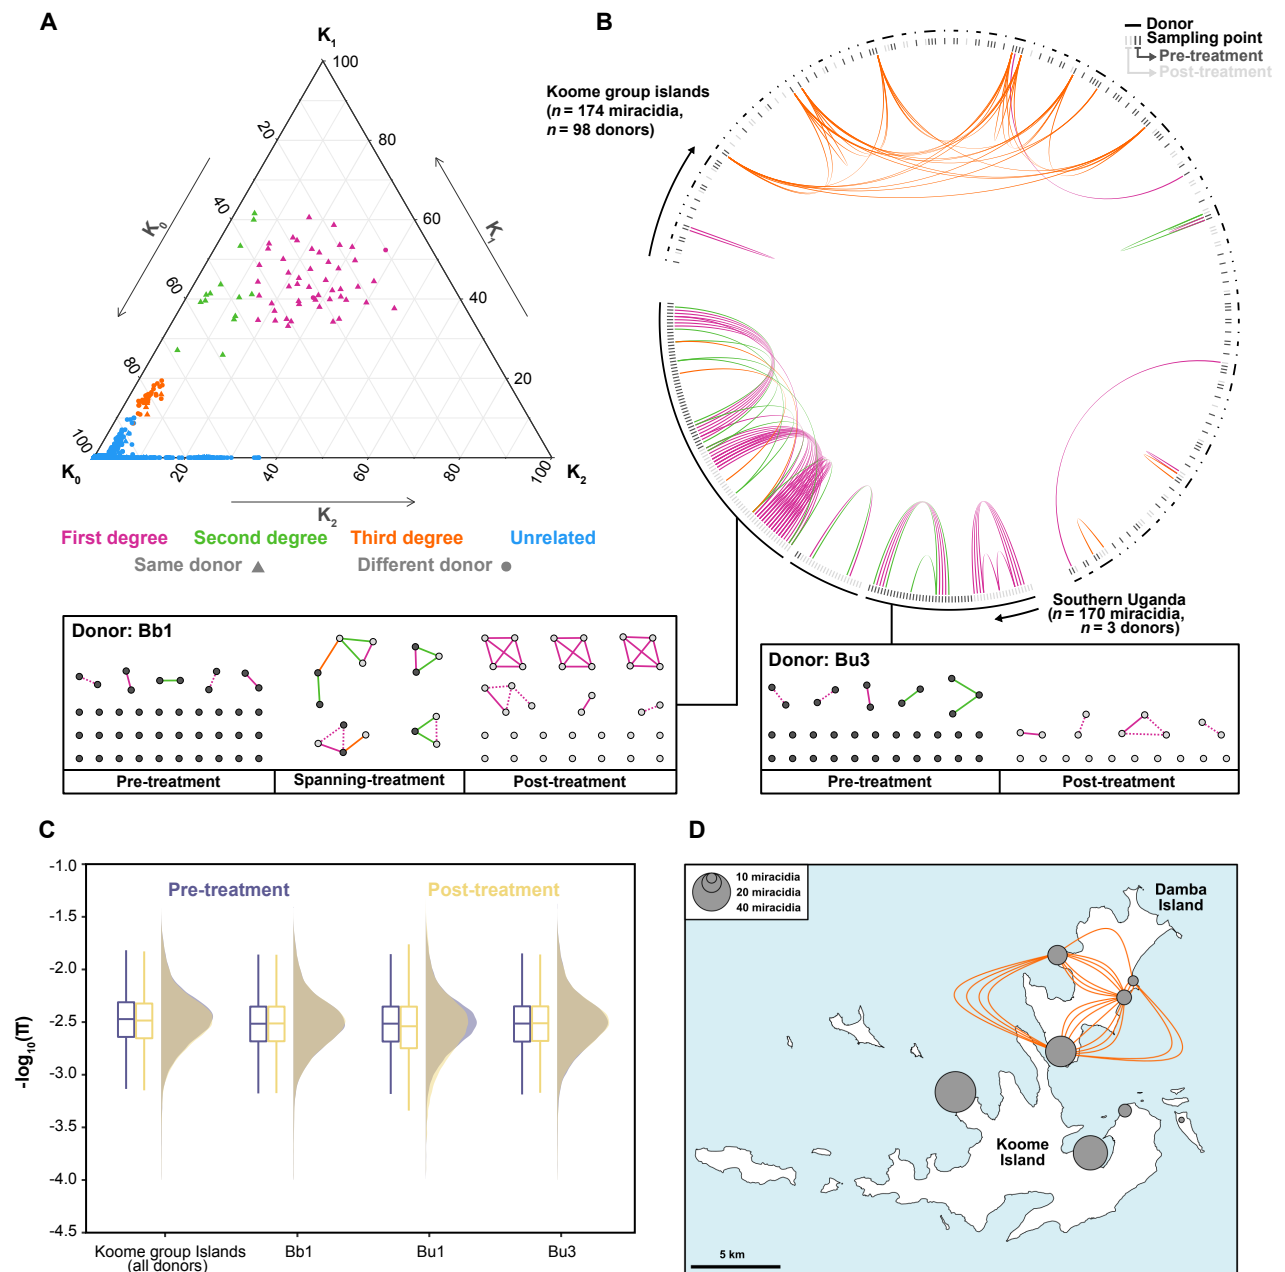 A
K1
100
20
80
K0
K1
40
60
60
40
80
20
100
K0
20
40
60
80
100
K2
K2
First degree Second degree Third degree Unrelated
Same donor Different donor
B
Donor
Sampling point
Pre-treatment
Post-treatment
Koome group islands
(n = 174 miracidia,
n = 98 donors)
Southern Uganda
(n = 170 miracidia,
n = 3 donors)
Donor: Bb1
Pre-treatment Spanning-treatment Post-treatment
Donor: Bu3
Pre-treatment Post-treatment
C
-1.0
-1.5
-2.0
-2.5
-3.0
-3.5
-4.0
-4.5
-log10(π)
Pre-treatment Post-treatment
Koome group Islands
(all donors)
Bb1
Bu1
Bu3
D
10 miracidia
20 miracidia
40 miracidia
Damba
Island
Koome
Island
5 km